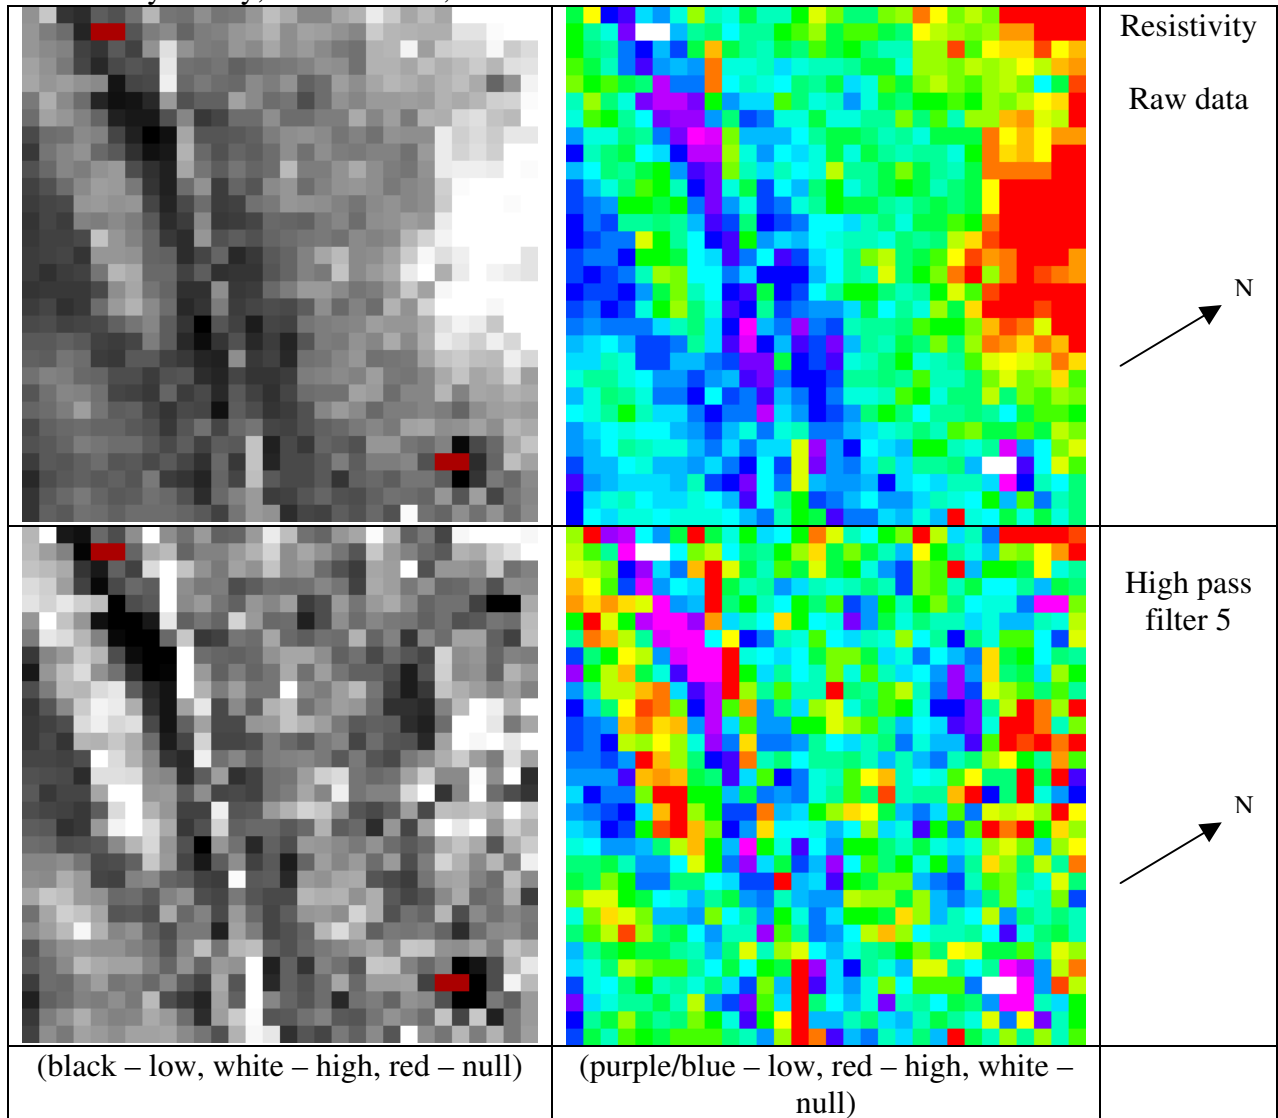 Resistivity
Raw data
N
High pass
filter 5
N
(black – low, white – high, red – null)
(purple/blue – low, red – high, white –
null)